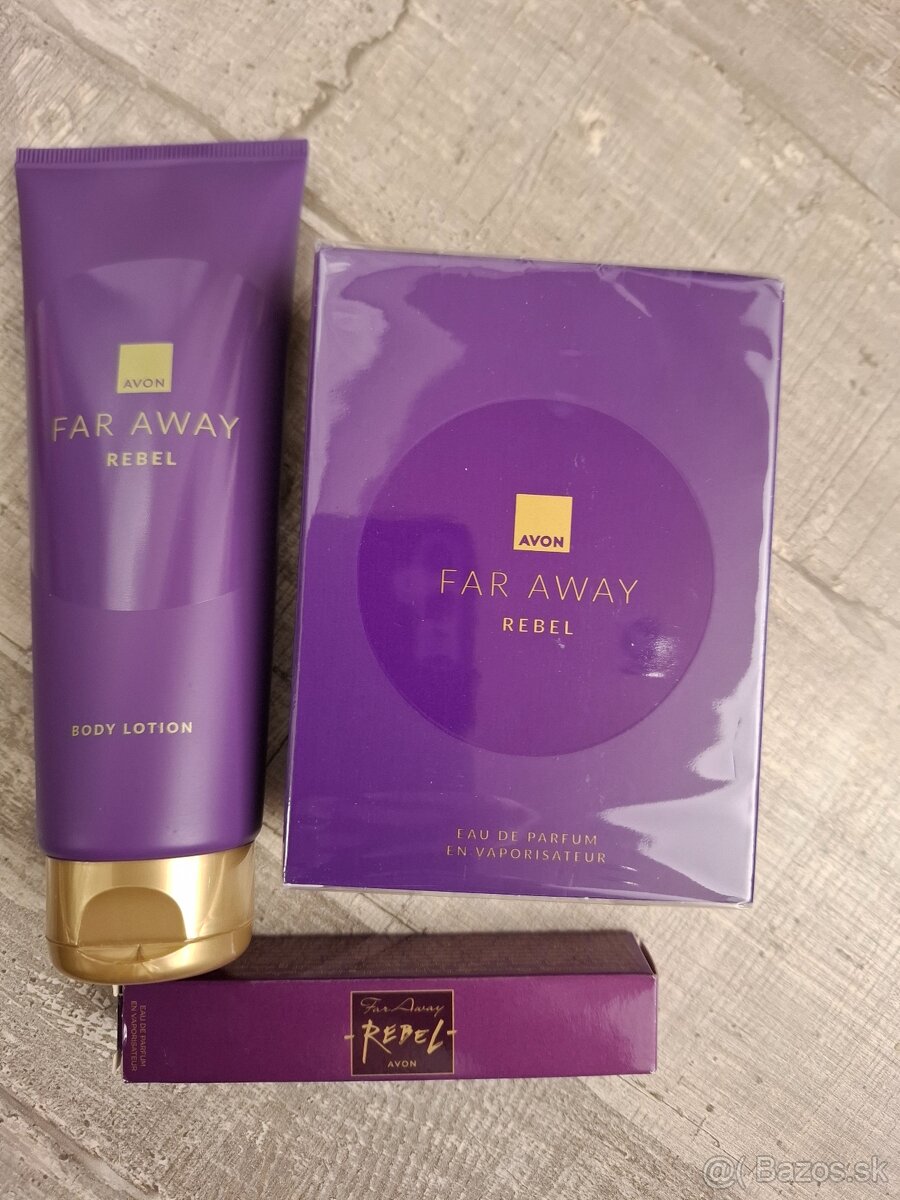 AVON
FAR AWAY
REBEL
BODY LOTION
AVON
FAR AWAY
REBEL
EAU DE PARFUM
EN VAPORISATEUR
EAU DE PARFUM
EN VAPORISATEUR
Far Away
-REBEL-
AVON
@( Bazos.sk